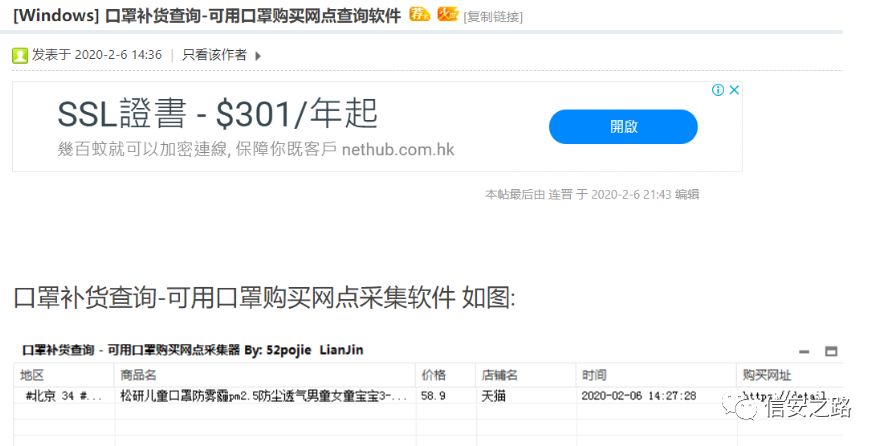 [Windows] 口罩补货查询-可用口罩购买网点查询软件 荐 火 [复制链接]
发表于 2020-2-6 14:36 | 只看该作者
SSL證書 - $301/年起
幾百蚊就可以加密連線, 保障你既客戶 nethub.com.hk
開啟
本帖最后由 连晋 于 2020-2-6 21:43 编辑
口罩补货查询-可用口罩购买网点采集软件 如图:
口罩补货查询 - 可用口罩购买网点采集器 By: 52pojie LianJin
地区 商品名 价格 店铺名 时间 购买网址
#北京 34 #... 松研儿童口罩防雾霾pm2.5防尘透气男童女童宝宝3-... 58.9 天猫 2020-02-06 14:27:28 https://detail
信安之路